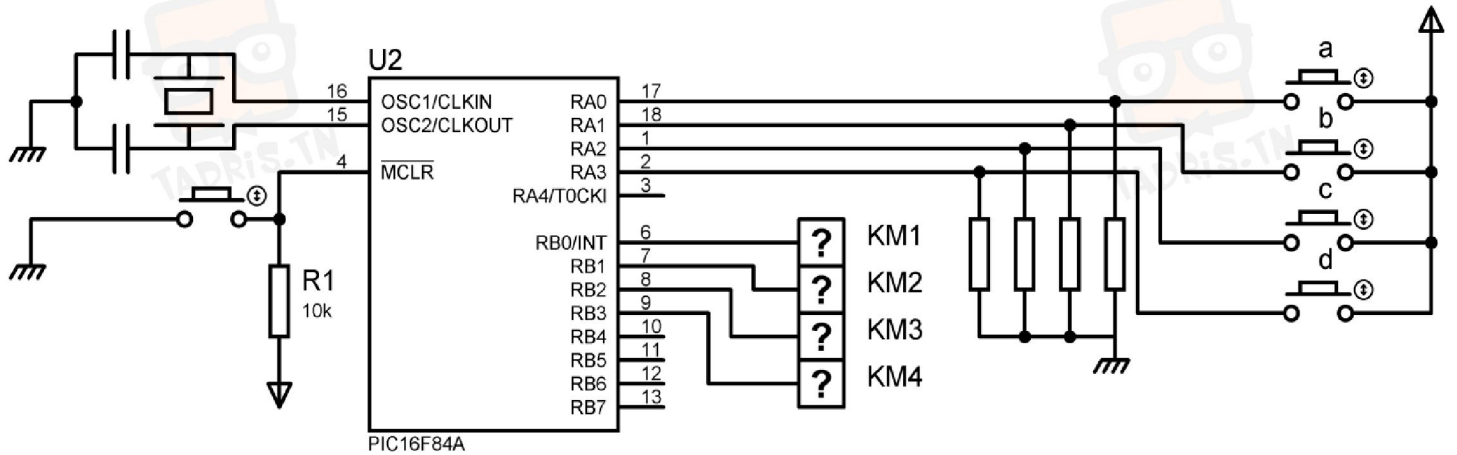 U2
16
15
4
OSC1/CLKIN
OSC2/CLKOUT
MCLR
RA0
RA1
RA2
RA3
RA4/T0CKI
RB0/INT
RB1
RB2
RB3
RB4
RB5
RB6
RB7
17
18
1
2
3
6
7
8
9
10
11
12
13
PIC16F84A
R1
10k
? KM1
? KM2
? KM3
? KM4
a
b
c
d
TADRiS.TN
TADRiS.TN